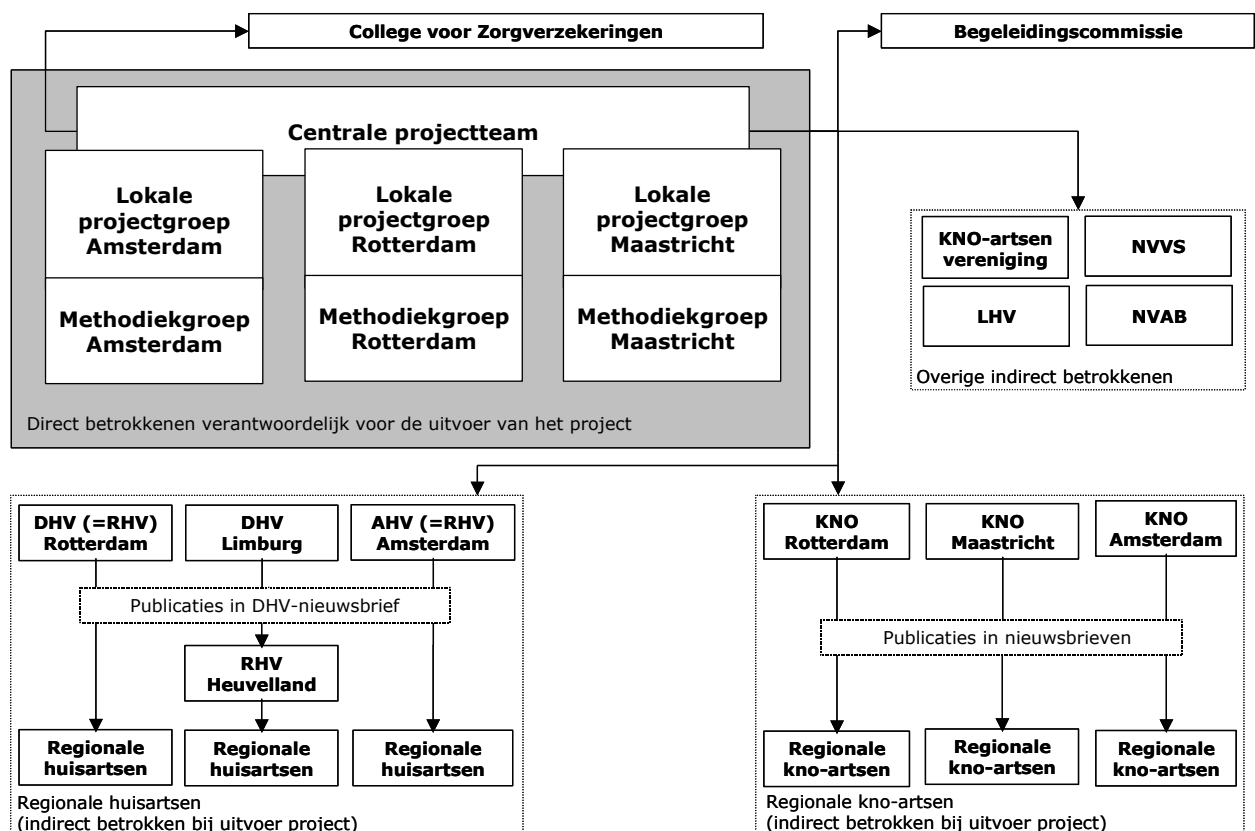 College voor Zorgverzekeringen
Begeleidingscommissie
Centrale projectteam
Lokale
projectgroep
Amsterdam
Lokale
projectgroep
Rotterdam
Lokale
projectgroep
Maastricht
Methodiekgroep
Amsterdam
Methodiekgroep
Rotterdam
Methodiekgroep
Maastricht
Direct betrokkenen verantwoordelijk voor de uitvoer van het project
KNO-artsen
vereniging
NVVS
LHV
NVAB
Overige indirect betrokkenen
DHV (=RHV)
Rotterdam
DHV
Limburg
AHV (=RHV)
Amsterdam
Publicaties in DHV-nieuwsbrief
RHV
Heuvelland
Regionale
huisartsen
Regionale
huisartsen
Regionale
huisartsen
Regionale huisartsen
(indirect betrokken bij uitvoer project)
KNO
Rotterdam
KNO
Maastricht
KNO
Amsterdam
Publicaties in nieuwsbrieven
Regionale
kno-artsen
Regionale
kno-artsen
Regionale
kno-artsen
Regionale kno-artsen
(indirect betrokken bij uitvoer project)